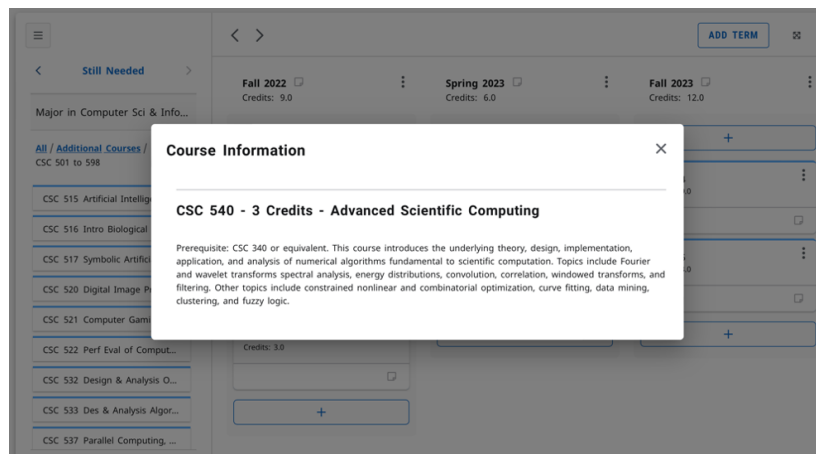 ADD TERM
Still Needed
Major in Computer Sci & Info...
All / Additional Courses /
CSC 501 to 598
CSC 515 Artificial Intellig
CSC 516 Intro Biological
CSC 517 Symbolic Artifici
CSC 520 Digital Image Pr
CSC 521 Computer Gami
CSC 522 Perf Eval of Comput...
CSC 532 Design & Analysis O...
CSC 533 Des & Analysis Algor...
CSC 537 Parallel Computing, ...
Fall 2022
Credits: 9.0
Spring 2023
Credits: 6.0
Fall 2023
Credits: 12.0
Course Information
CSC 540 - 3 Credits - Advanced Scientific Computing
Prerequisite: CSC 340 or equivalent. This course introduces the underlying theory, design, implementation,
application, and analysis of numerical algorithms fundamental to scientific computation. Topics include Fourier
and wavelet transforms spectral analysis, energy distributions, convolution, correlation, windowed transforms, and
filtering. Other topics include constrained nonlinear and combinatorial optimization, curve fitting, data mining,
clustering, and fuzzy logic.
Credits: 3.0